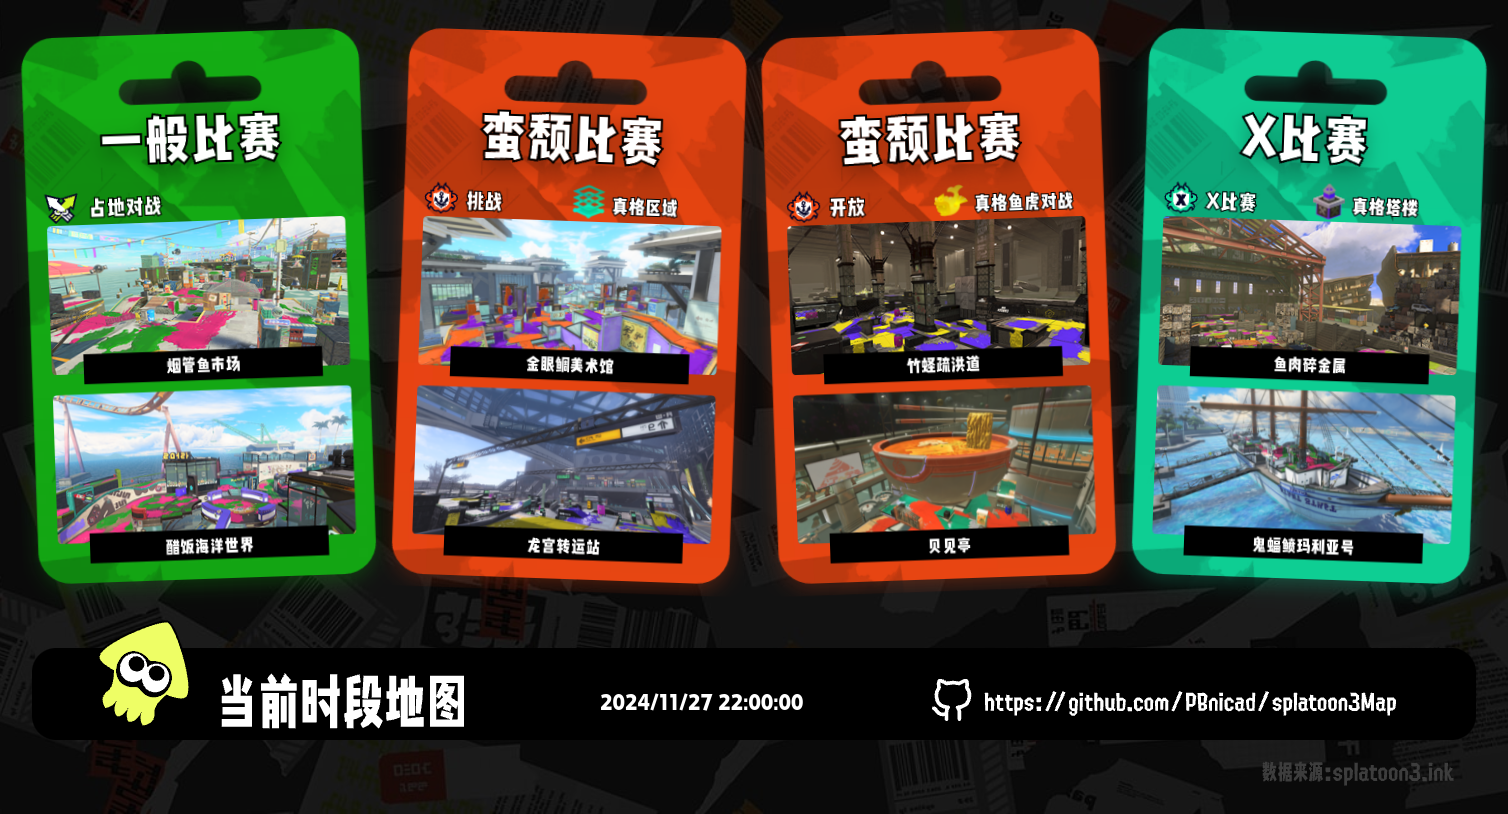 一般比赛
占地对战
烟管鱼市场
醋饭海洋世界
蛮颓比赛
挑战
真格区域
金眼鲷美术馆
龙宫转运站
蛮颓比赛
开放
真格鱼虎对战
竹蛏疏洪道
贝见亭
X比赛
X比赛
真格塔楼
鱼肉碎金属
鬼蝠鲼玛利亚号
当前时段地图
2024/11/27 22:00:00
https://github.com/PBnicad/splatoon3Map
数据来源:splatoon3.ink